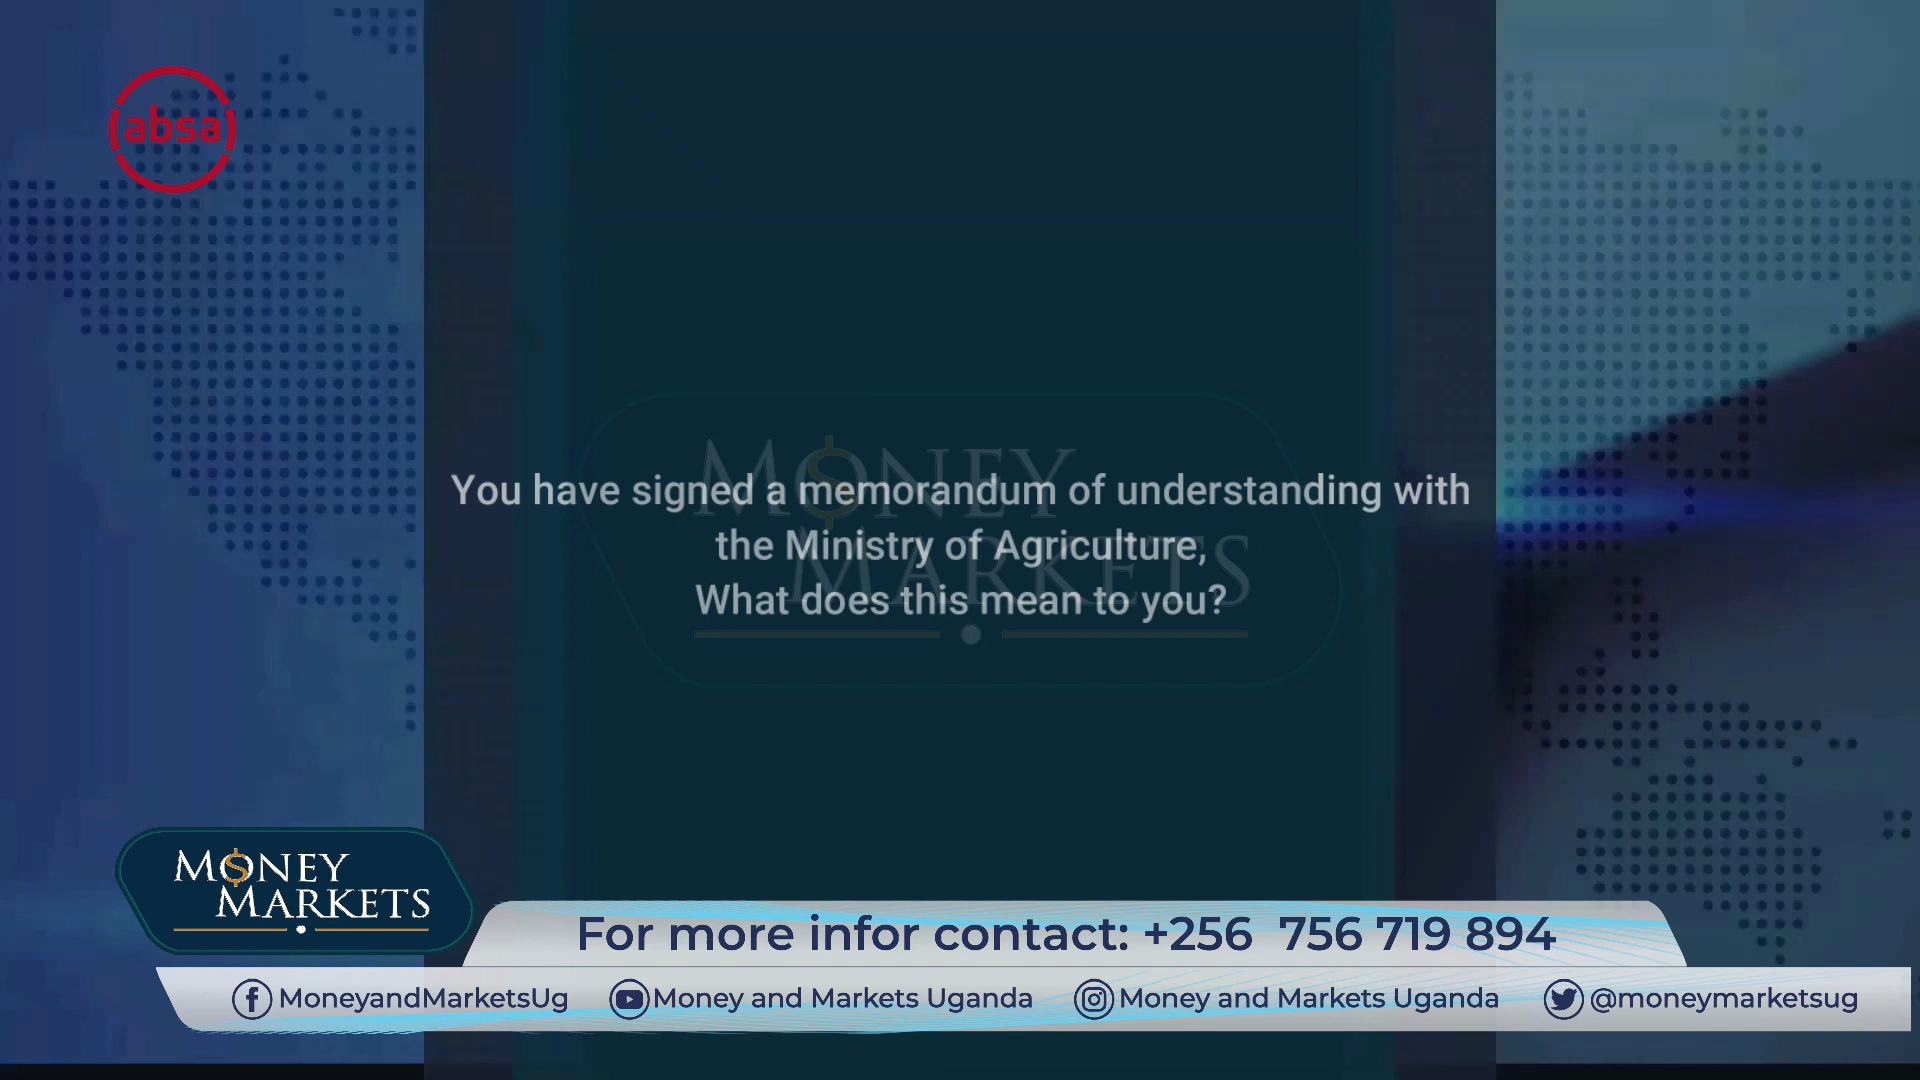 absa
MONEY
MARKETS
You have signed a memorandum of understanding with
the Ministry of Agriculture,
What does this mean to you?
MONEY
MARKETS
For more infor contact: +256 756 719 894
MoneyandMarketsUg
Money and Markets Uganda
Money and Markets Uganda
@moneymarketsug